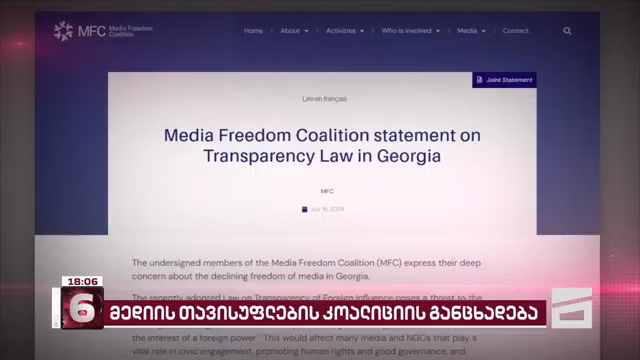 MFC Media Freedom Coalition
Home About Activities Who is involved Media Contact
Joint Statement
Lire en français
Media Freedom Coalition statement on
Transparency Law in Georgia
MFC
July 16, 2024
The undersigned members of the Media Freedom Coalition (MFC) express their deep
concern about the declining freedom of media in Georgia.
The recently adopted Law on Transparency of Foreign Influence poses a threat to the
18:06
6
მედიის თავისუფლების კოალიციის განცხადება
the interest of a foreign power". This would affect many media and NGOs that play a
vital role in civic engagement, promoting human rights and good governance, and